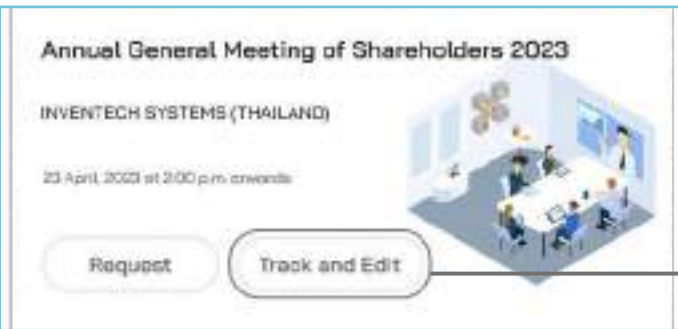 Annual General Meeting of Shareholders 2023
INVENTECH SYSTEMS (THAILAND)
23 April, 2023 at 2:00 p.m. onwards
Request
Track and Edit